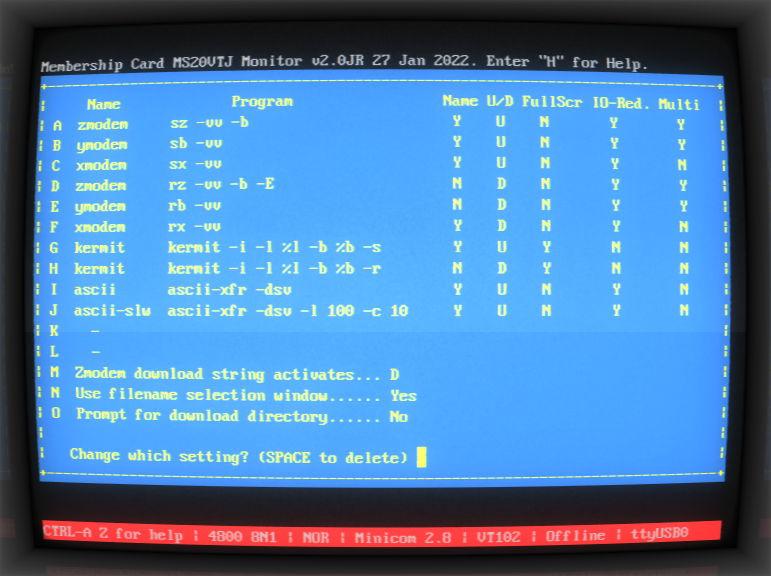 Membership Card MS20VTJ Monitor v2.0JR 27 Jan 2022. Enter "H" for Help.
Name Program Name U/D FullScr IO-Red. Multi
A zmodem sz -vv -b Y U N Y Y
B ymodem sb -vv Y U N Y Y
C xmodem sx -vv Y U N Y N
D zmodem rz -vv -b -E N D N Y Y
E ymodem rb -vv N D N Y Y
F xmodem rx -vv Y D N Y N
G kermit kermit -i -l %l -b %b -s Y U Y N N
H kermit kermit -i -l %l -b %b -r N D Y N N
I ascii ascii-xfr -dsv Y U N Y N
J ascii-slw ascii-xfr -dsv -l 100 -c 10 Y U N Y N
K -
L -
M Zmodem download string activates... D
N Use filename selection window...... Yes
O Prompt for download directory...... No
Change which setting? (SPACE to delete)
CTRL-A Z for help | 4800 8N1 | NOR | Minicom 2.8 | VT102 | Offline | ttyUSB0